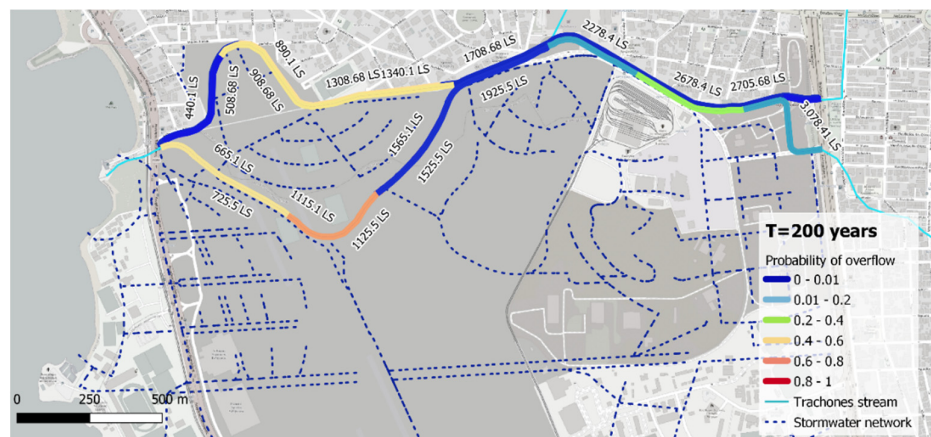 2278.4 LS
890.1 LS
1708.68 LS
1308.68 LS
1340.1 LS
2678.4 LS
2705.68 LS
440.1 LS
508.68 LS
908.68 LS
1925.5 LS
3,078.41 LS
1565.1 LS
665.1 LS
1525.5 LS
725.5 LS
1115.1 LS
1125.5 LS
T=200 years
Probability of overflow
0 - 0.01
0.01 - 0.2
0.2 - 0.4
0.4 - 0.6
0.6 - 0.8
0.8 - 1
Trachones stream
Stormwater network
0 250 500 m